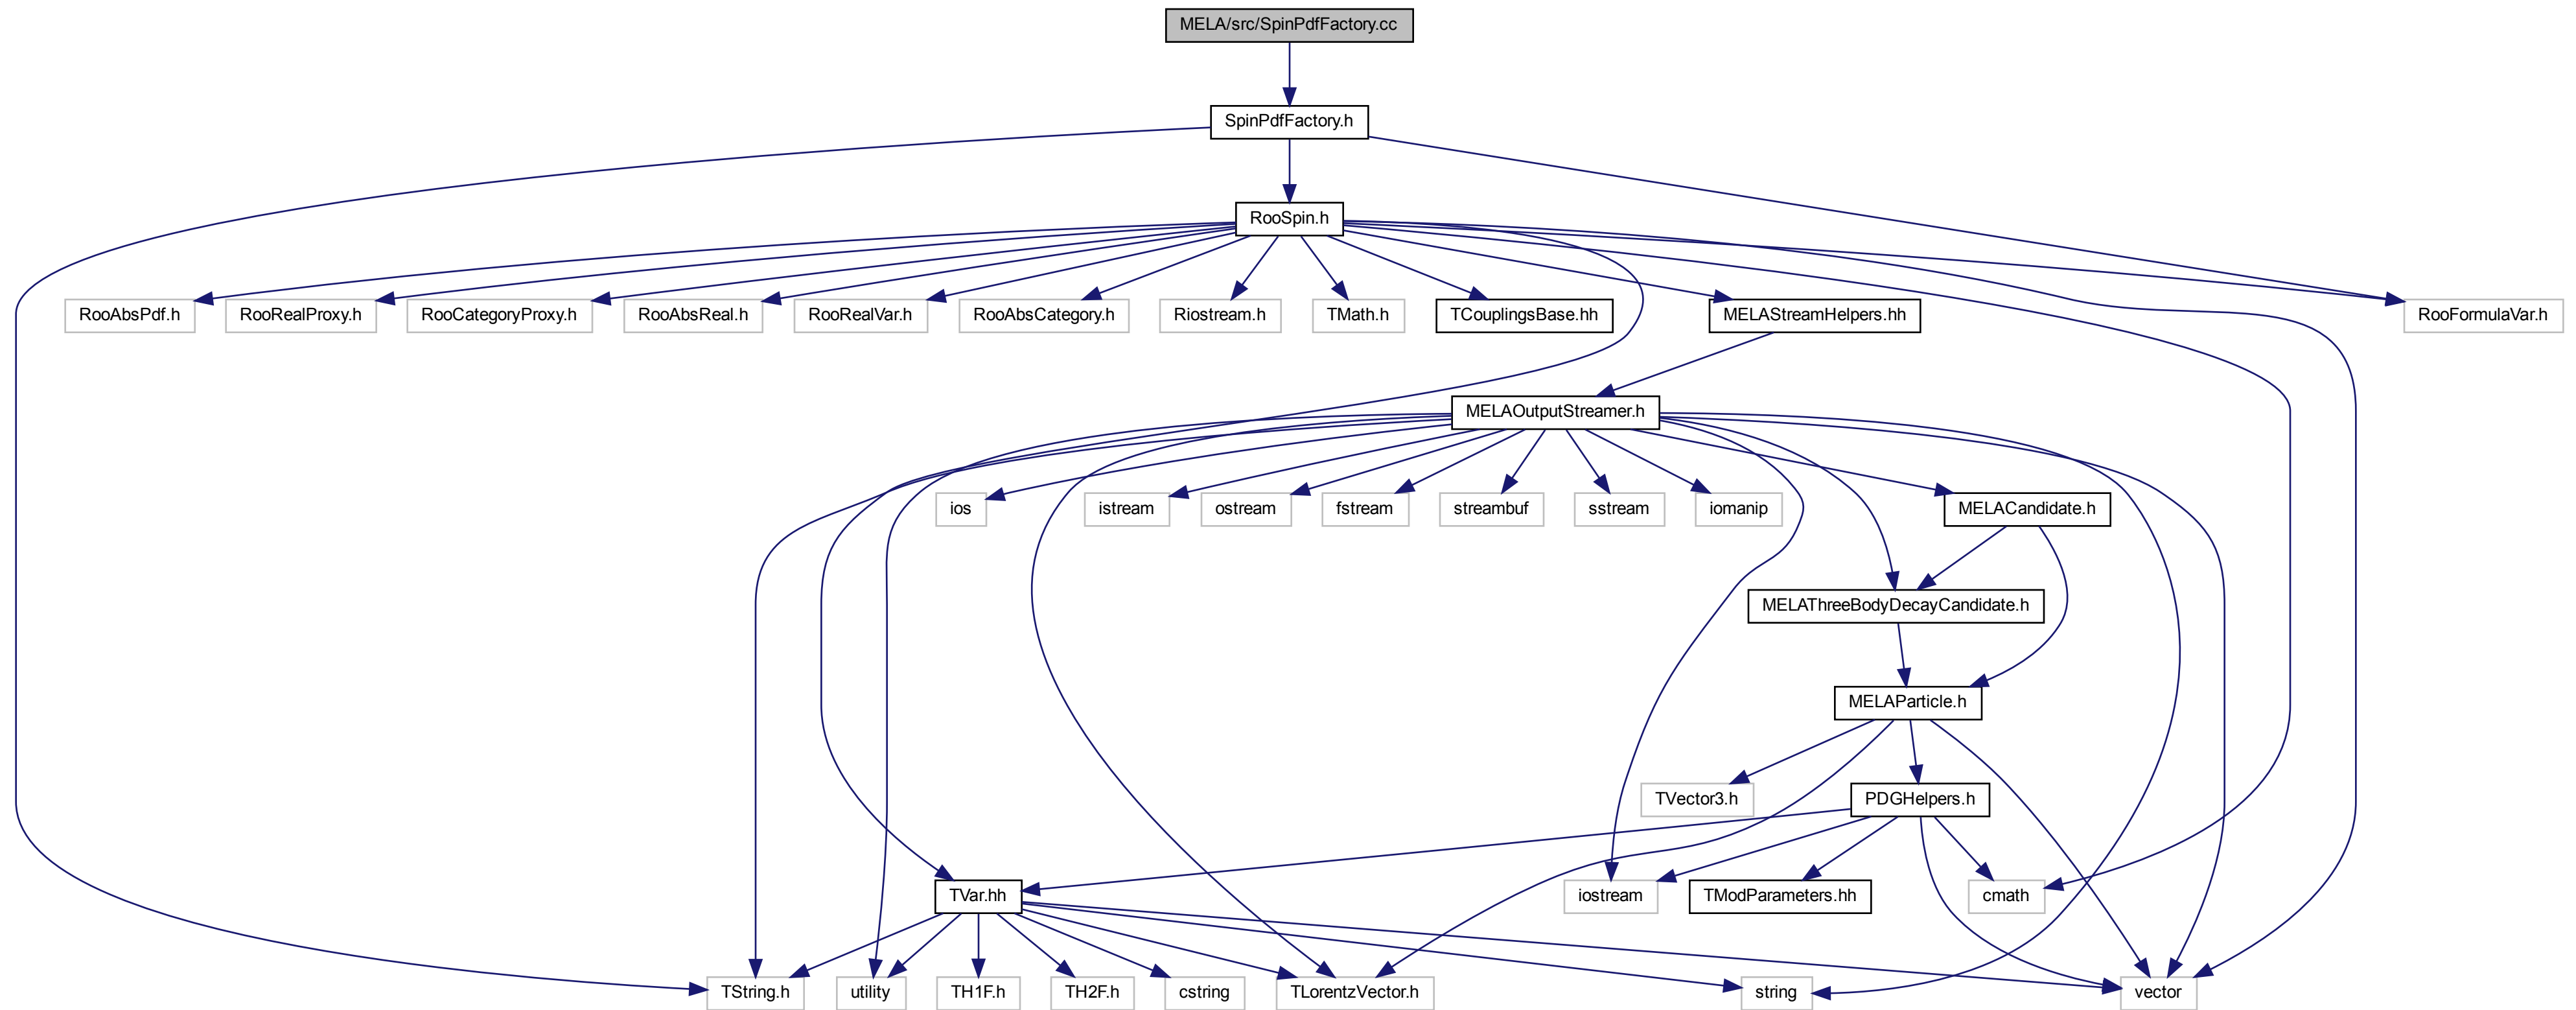 MELA/src/SpinPdfFactory.cc
SpinPdfFactory.h
RooSpin.h
RooAbsPdf.h
RooRealProxy.h
RooCategoryProxy.h
RooAbsReal.h
RooRealVar.h
RooAbsCategory.h
Riostream.h
TMath.h
TCouplingsBase.hh
MELAStreamHelpers.hh
RooFormulaVar.h
MELAOutputStreamer.h
ios
istream
ostream
fstream
streambuf
sstream
iomanip
MELACandidate.h
MELAThreeBodyDecayCandidate.h
MELAParticle.h
TVector3.h
PDGHelpers.h
TVar.hh
iostream
TModParameters.hh
cmath
TString.h
utility
TH1F.h
TH2F.h
cstring
TLorentzVector.h
string
vector